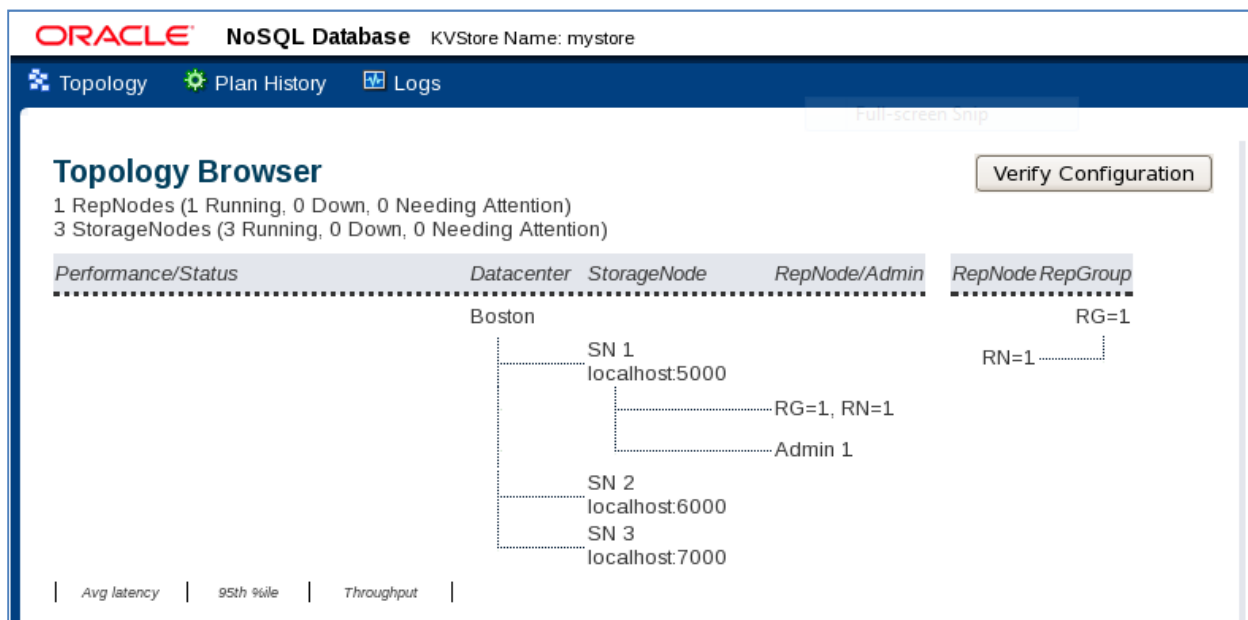 ORACLE NoSQL Database KVStore Name: mystore
Topology Plan History Logs
Full-screen Snip
Topology Browser
Verify Configuration
1 RepNodes (1 Running, 0 Down, 0 Needing Attention)
3 StorageNodes (3 Running, 0 Down, 0 Needing Attention)
Performance/Status Datacenter StorageNode RepNode/Admin RepNode RepGroup
Boston RG=1
SN 1 RN=1
localhost:5000
RG=1, RN=1
Admin 1
SN 2
localhost:6000
SN 3
localhost:7000
Avg latency 95th %ile Throughput